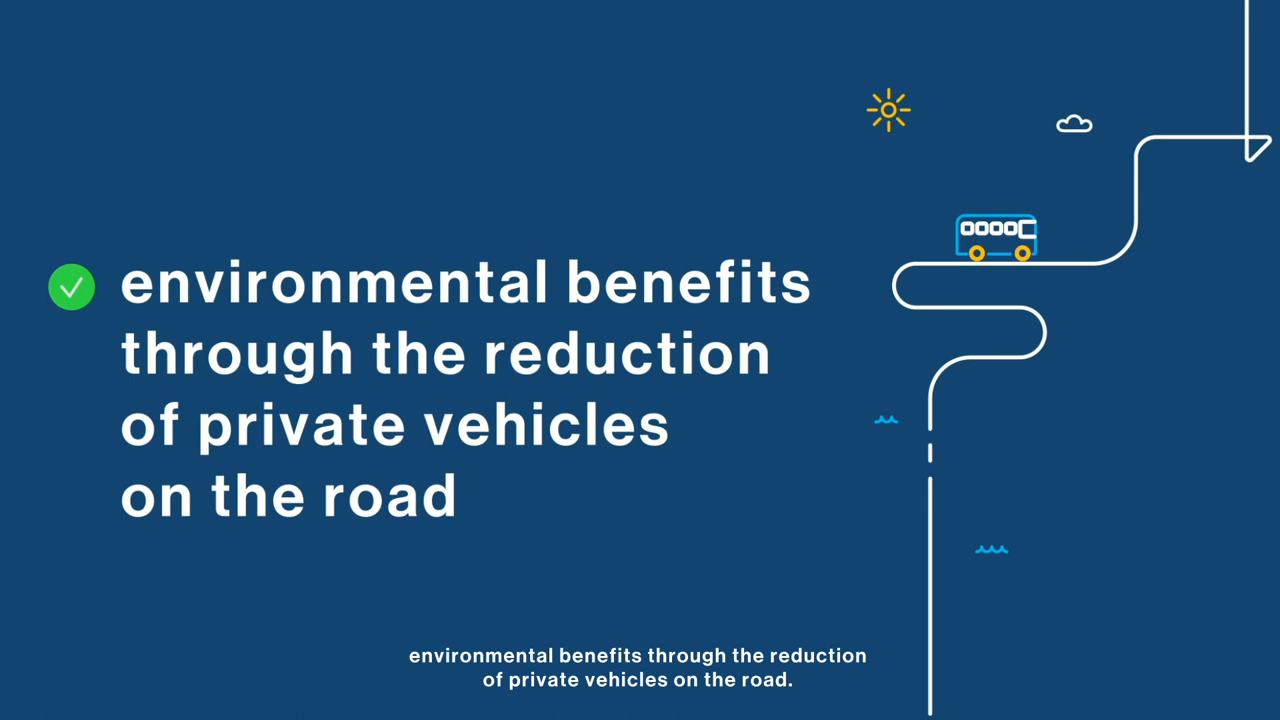 environmental benefits
through the reduction
of private vehicles
on the road
environmental benefits through the reduction
of private vehicles on the road.